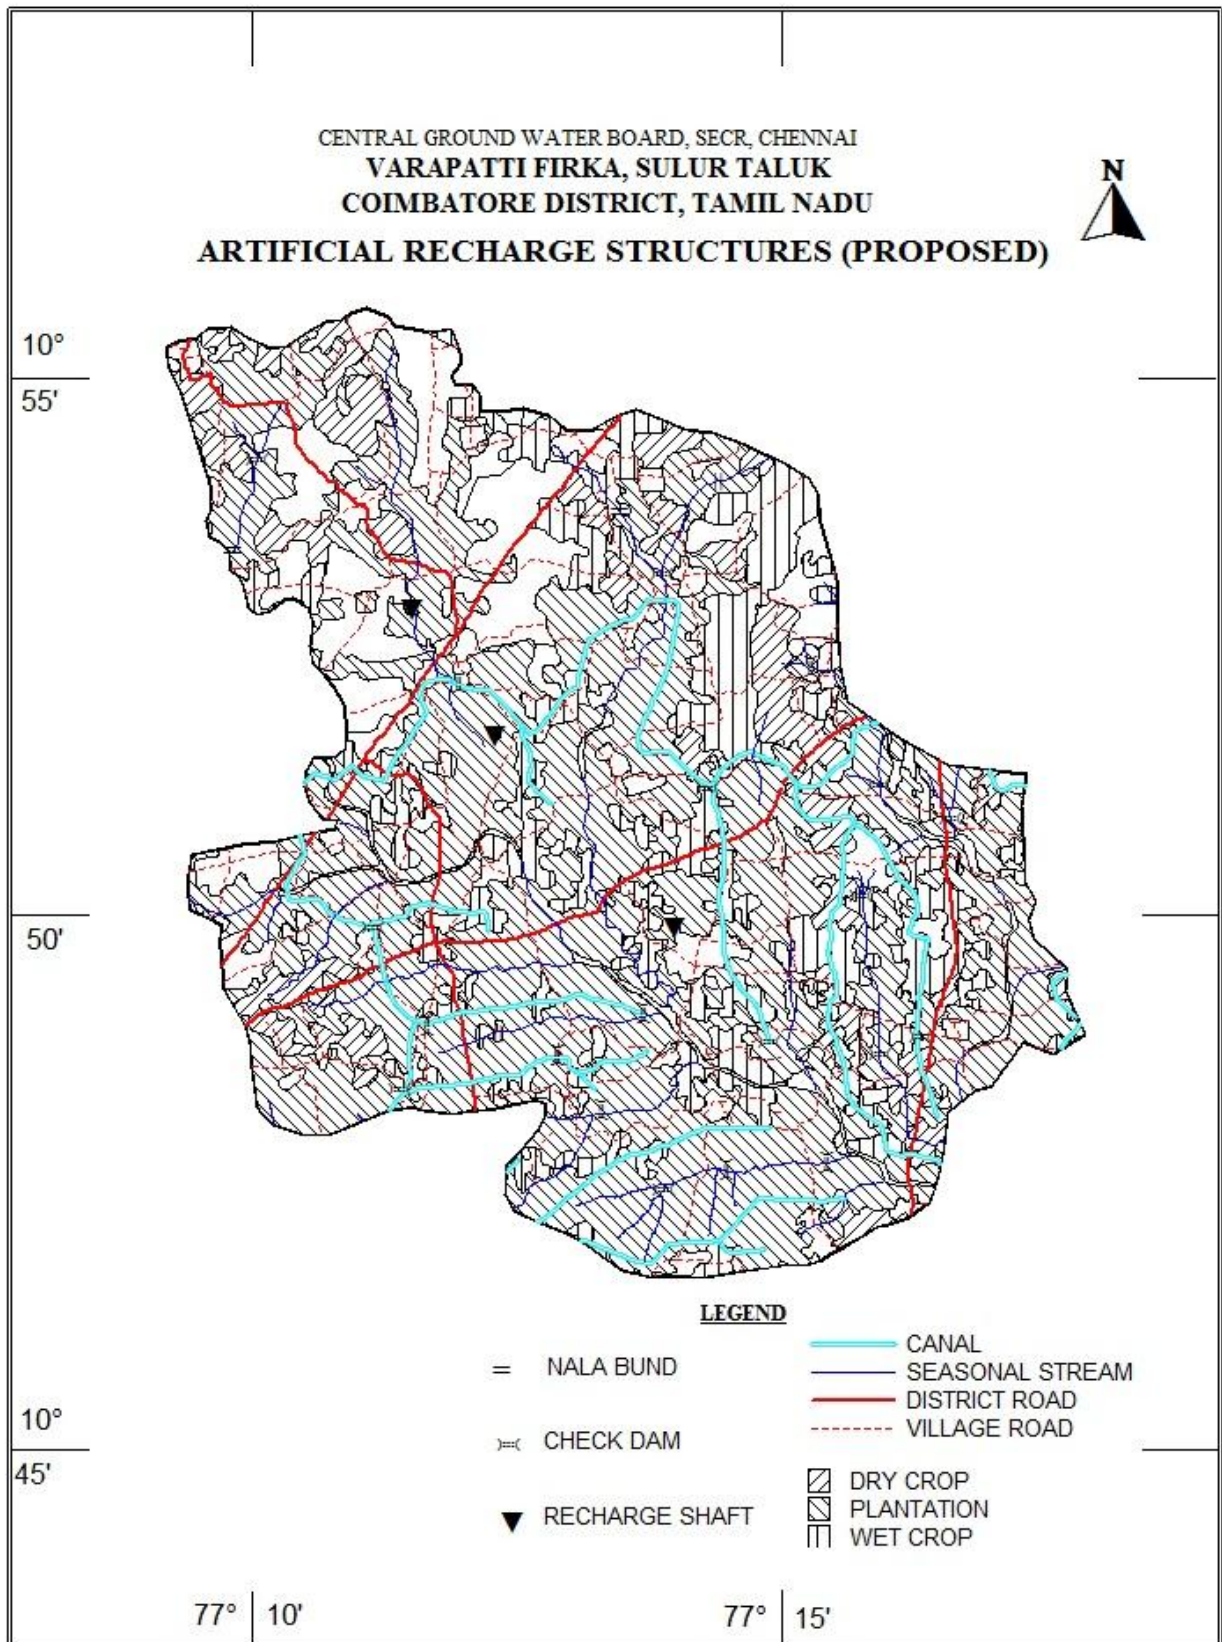 CENTRAL GROUND WATER BOARD, SECR, CHENNAI
VARAPATTI FIRKA, SULUR TALUK
COIMBATORE DISTRICT, TAMIL NADU
ARTIFICIAL RECHARGE STRUCTURES (PROPOSED)
N
10°
55'
50'
LEGEND
NALA BUND
CHECK DAM
RECHARGE SHAFT
CANAL
SEASONAL STREAM
DISTRICT ROAD
VILLAGE ROAD
DRY CROP
PLANTATION
WET CROP
10°
45'
77° 10'
77° 15'